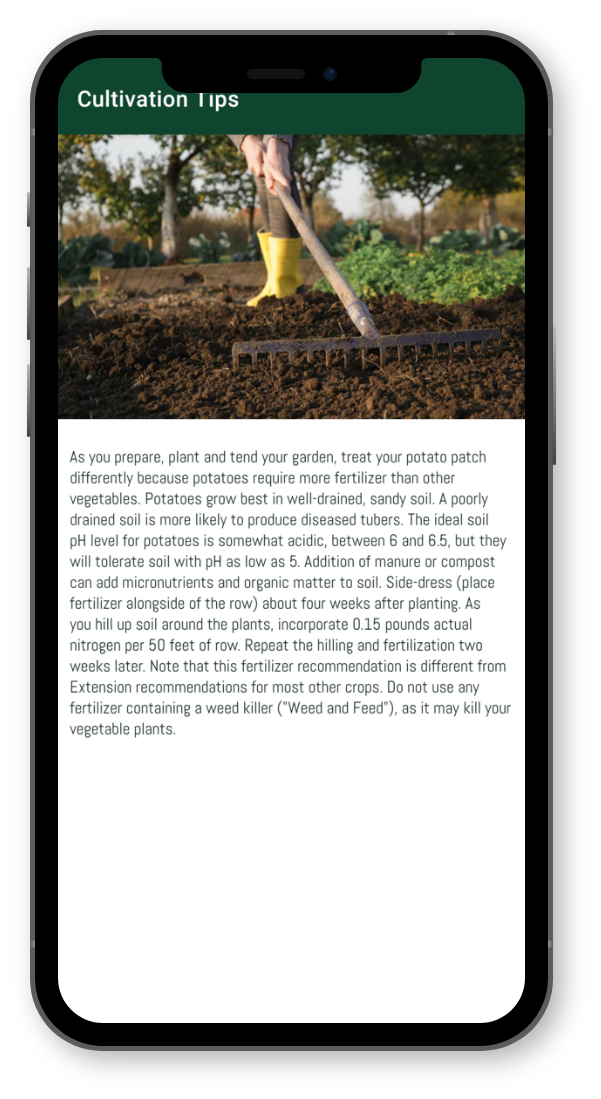 Cultivation Tips
As you prepare, plant and tend your garden, treat your potato patch
differently because potatoes require more fertilizer than other
vegetables. Potatoes grow best in well-drained, sandy soil. A poorly
drained soil is more likely to produce diseased tubers. The ideal soil
pH level for potatoes is somewhat acidic, between 6 and 6.5, but they
will tolerate soil with pH as low as 5. Addition of manure or compost
can add micronutrients and organic matter to soil. Side-dress (place
fertilizer alongside of the row) about four weeks after planting. As
you hill up soil around the plants, incorporate 0.15 pounds actual
nitrogen per 50 feet of row. Repeat the hilling and fertilization two
weeks later. Note that this fertilizer recommendation is different from
Extension recommendations for most other crops. Do not use any
fertilizer containing a weed killer ("Weed and Feed"), as it may kill your
vegetable plants.